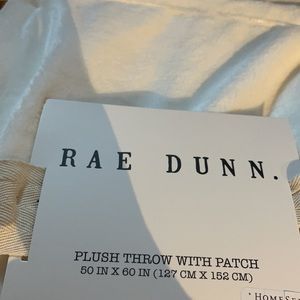 RAE DUNN.
PLUSH THROW WITH PATCH
50 IN X 60 IN (127 CM X 152 CM)